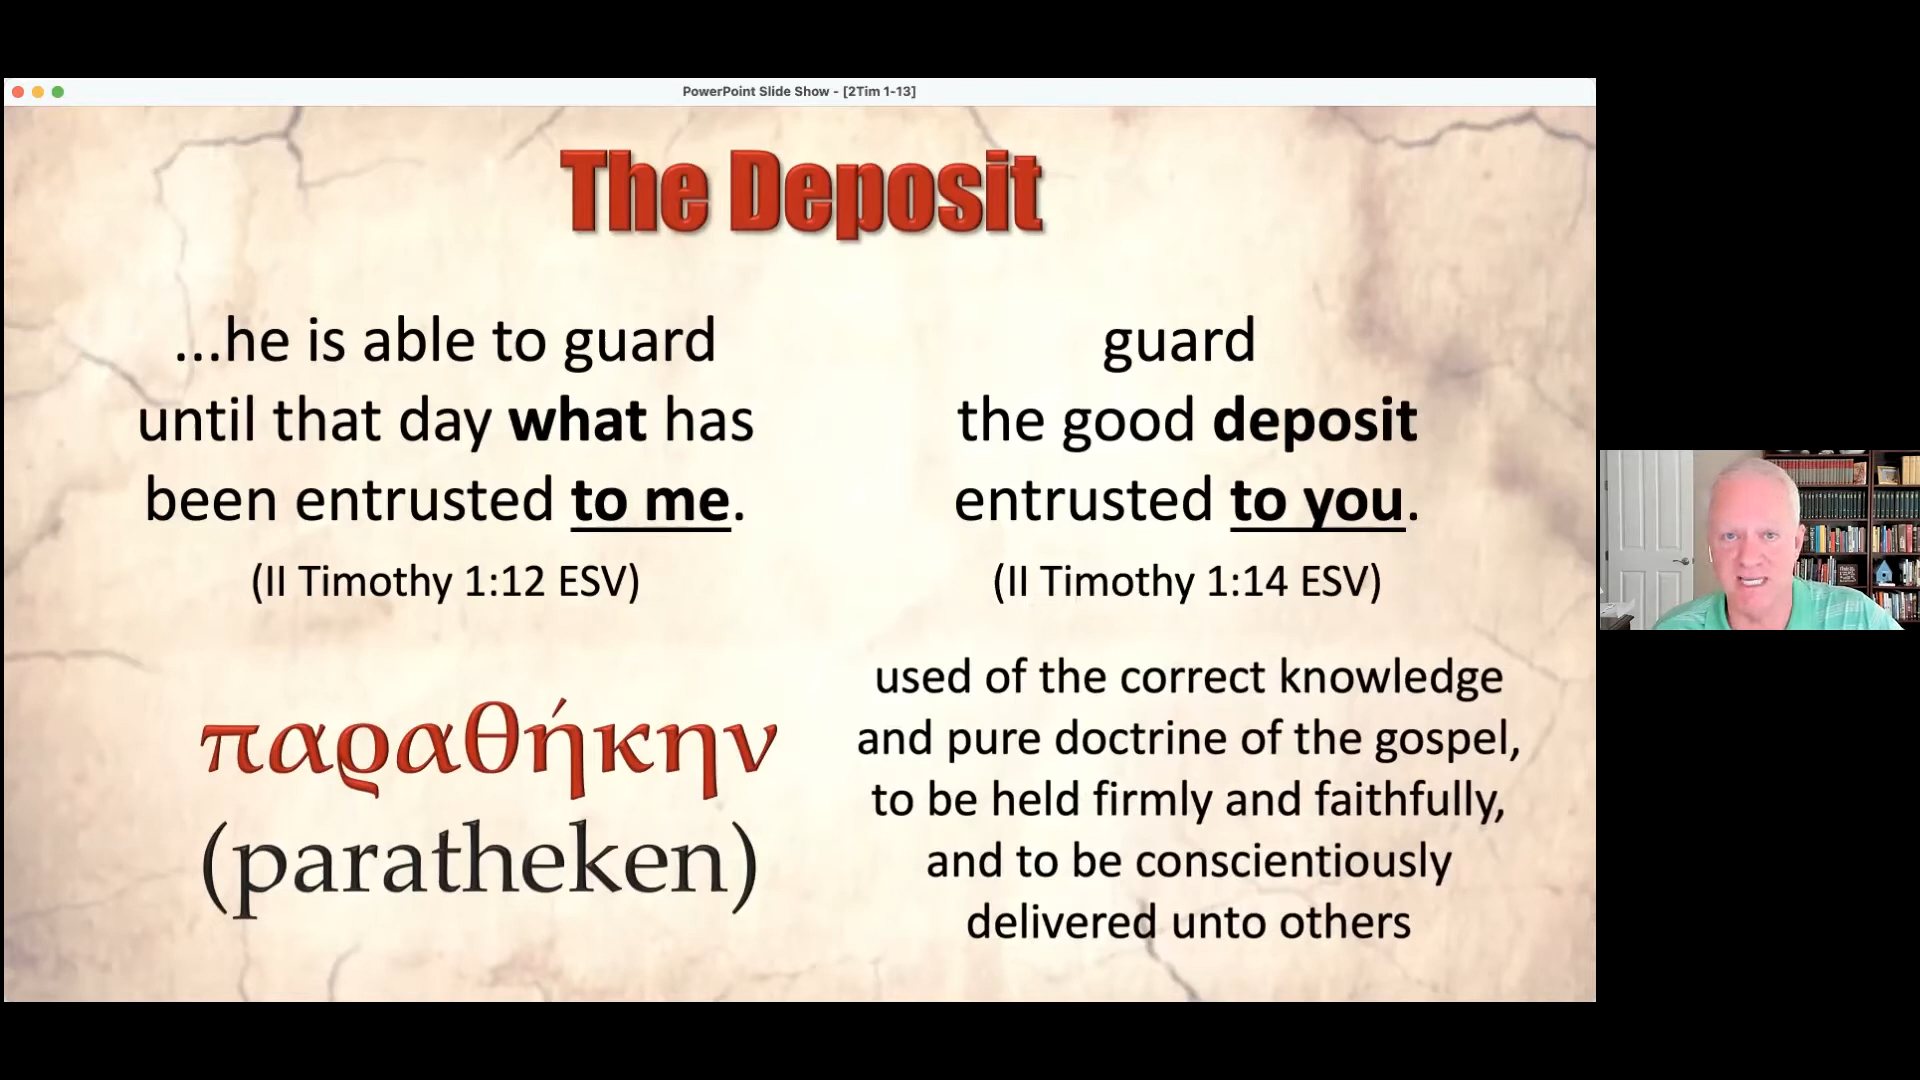 PowerPoint Slide Show - [2Tim 1-13]
The Deposit
...he is able to guard
until that day what has
been entrusted to me.
(II Timothy 1:12 ESV)
guard
the good deposit
entrusted to you.
(II Timothy 1:14 ESV)
παραθήκην
(paratheken)
used of the correct knowledge
and pure doctrine of the gospel,
to be held firmly and faithfully,
and to be conscientiously
delivered unto others